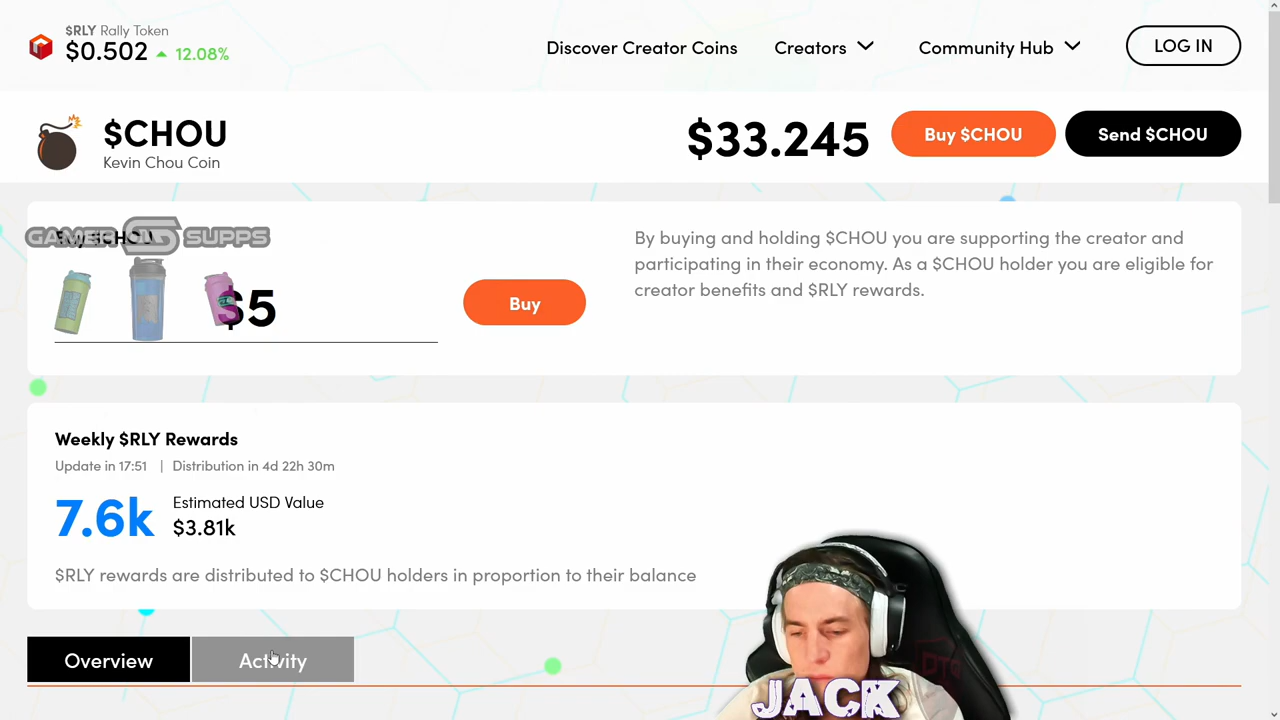 $RLY Rally Token
$0.502 12.08%
Discover Creator Coins
Creators
Community Hub
LOG IN
$CHOU
Kevin Chou Coin
$33.245
Buy $CHOU
Send $CHOU
GAMER SUPPS
Buy $CHOU
$5
Buy
By buying and holding $CHOU you are supporting the creator and
participating in their economy. As a $CHOU holder you are eligible for
creator benefits and $RLY rewards.
Weekly $RLY Rewards
Update in 17:51 | Distribution in 4d 22h 30m
7.6k
Estimated USD Value
$3.81k
$RLY rewards are distributed to $CHOU holders in proportion to their balance
Overview
Activity
JACK